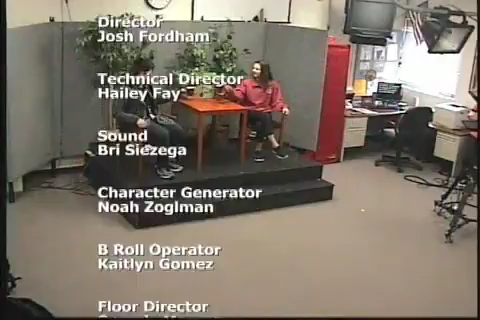 Director
Josh Fordham
Technical Director
Hailey Fay
Sound
Bri Siezega
Character Generator
Noah Zoglman
B Roll Operator
Kaitlyn Gomez
Floor Director